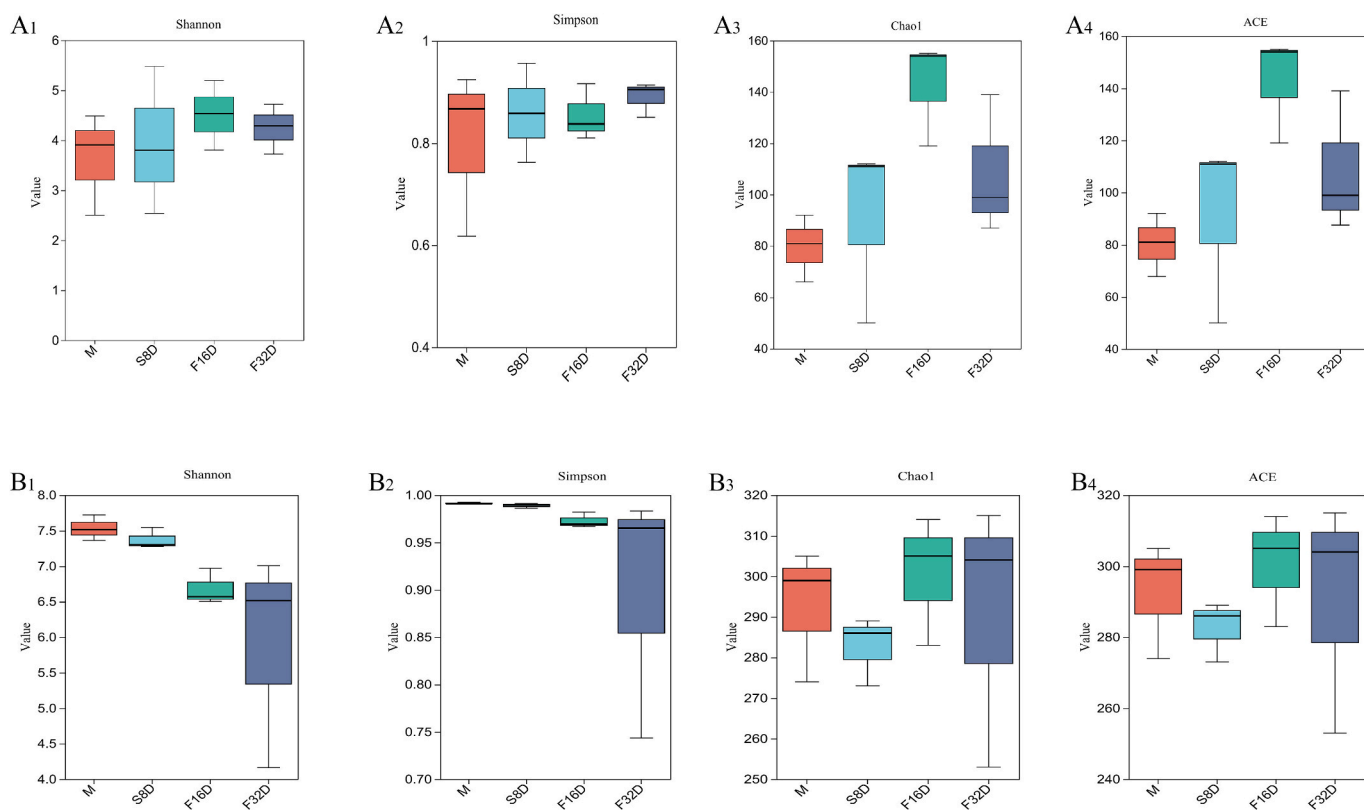 A1
Shannon
Value
6
5
4
3
2
1
0
M
S8D
F16D
F32D
A2
Simpson
Value
1
0.8
0.6
0.4
M
S8D
F16D
F32D
A3
Chao1
Value
160
140
120
100
80
60
40
M
S8D
F16D
F32D
A4
ACE
Value
160
140
120
100
80
60
40
M
S8D
F16D
F32D
B1
Shannon
Value
8.0
7.5
7.0
6.5
6.0
5.5
5.0
4.5
4.0
M
S8D
F16D
F32D
B2
Simpson
Value
1.00
0.95
0.90
0.85
0.80
0.75
0.70
M
S8D
F16D
F32D
B3
Chao1
Value
320
310
300
290
280
270
260
250
M
S8D
F16D
F32D
B4
ACE
Value
320
300
280
260
240
M
S8D
F16D
F32D